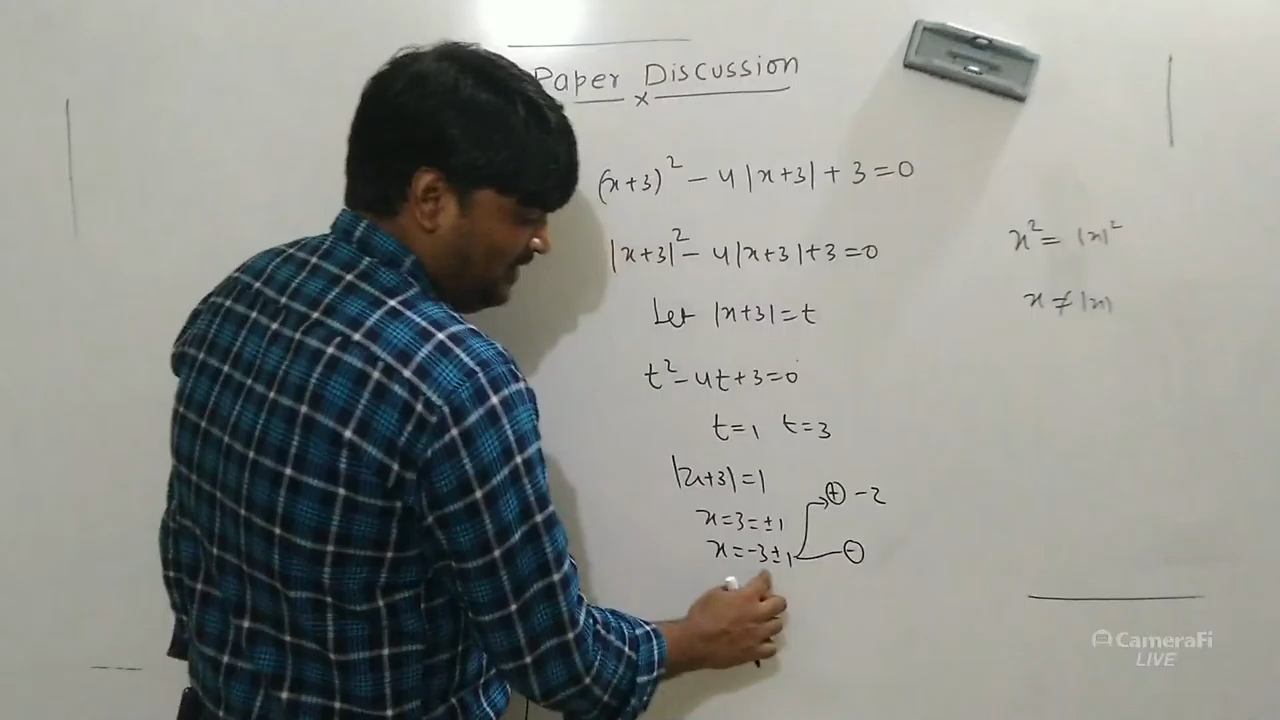 Paper Discussion
x
(x+3)² - 4|x+3| + 3 = 0
|x+3|² - 4|x+3| + 3 = 0
Let |x+3| = t
t² - 4t + 3 = 0
t = 1 t = 3
|x+3| = 1
x = 3 = ±1
x = -3 ± 1
⊕ -2
⊖
x² = |x|²
x ≠ |x|
CameraFi
LIVE